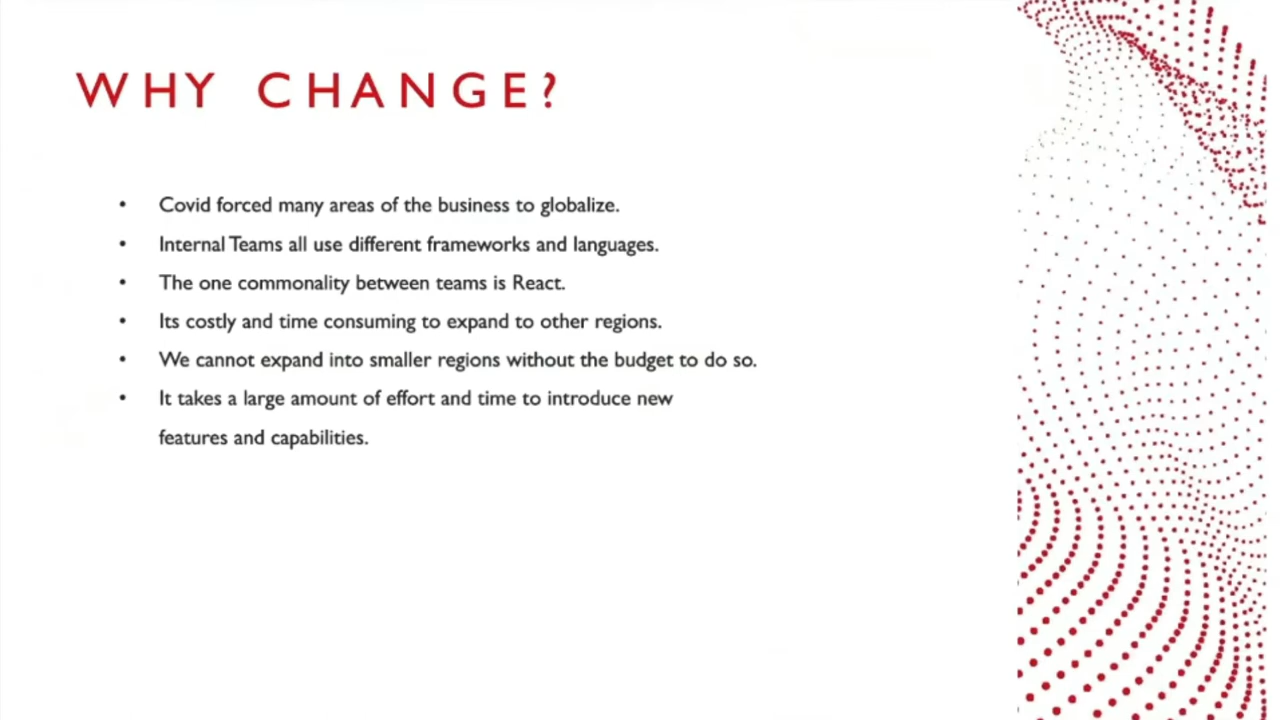 WHY CHANGE?
• Covid forced many areas of the business to globalize.
• Internal Teams all use different frameworks and languages.
• The one commonality between teams is React.
• Its costly and time consuming to expand to other regions.
• We cannot expand into smaller regions without the budget to do so.
• It takes a large amount of effort and time to introduce new
features and capabilities.